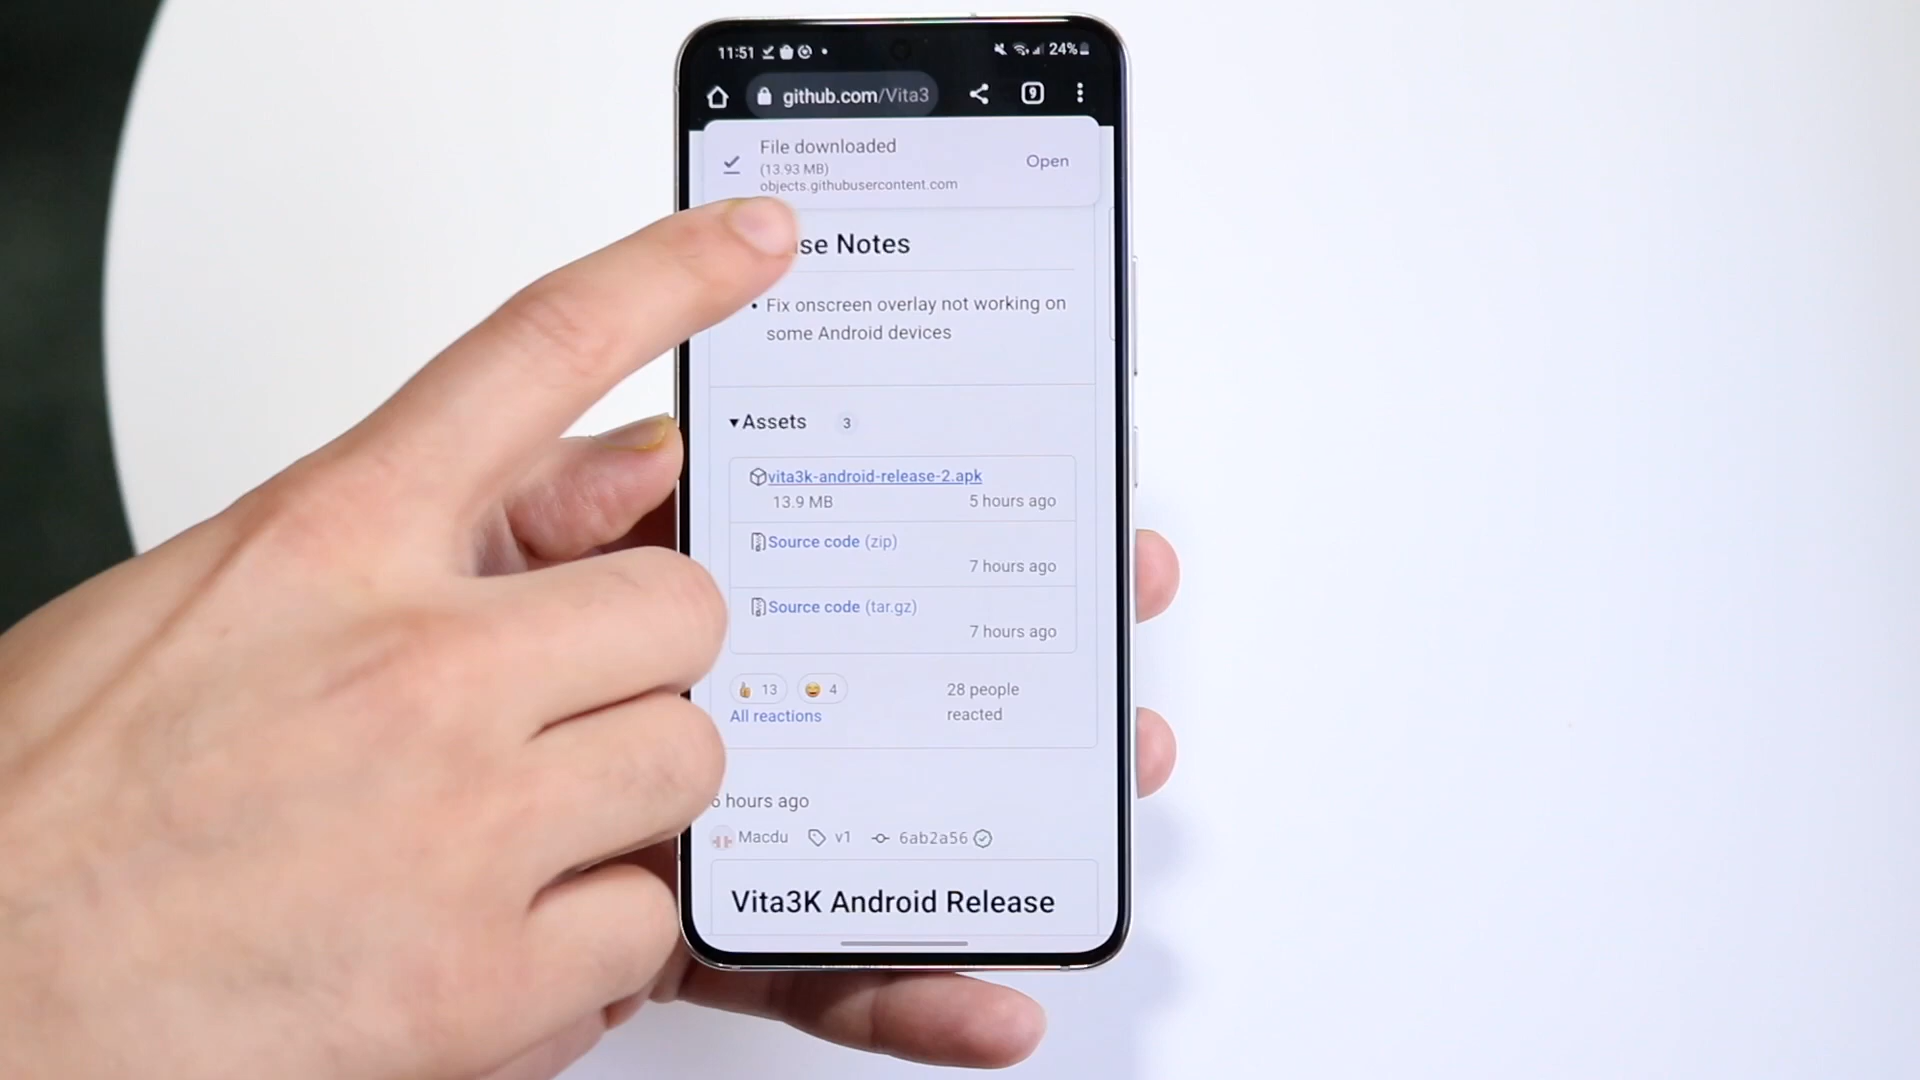 11:51
24%
github.com/Vita3
9
File downloaded
(13.93 MB)
objects.githubusercontent.com
Open
se Notes
• Fix onscreen overlay not working on
some Android devices
▾Assets 3
vita3k-android-release-2.apk
13.9 MB 5 hours ago
Source code (zip)
7 hours ago
Source code (tar.gz)
7 hours ago
👍 13 😄 4
28 people
reacted
All reactions
6 hours ago
Macdu v1 6ab2a56
Vita3K Android Release